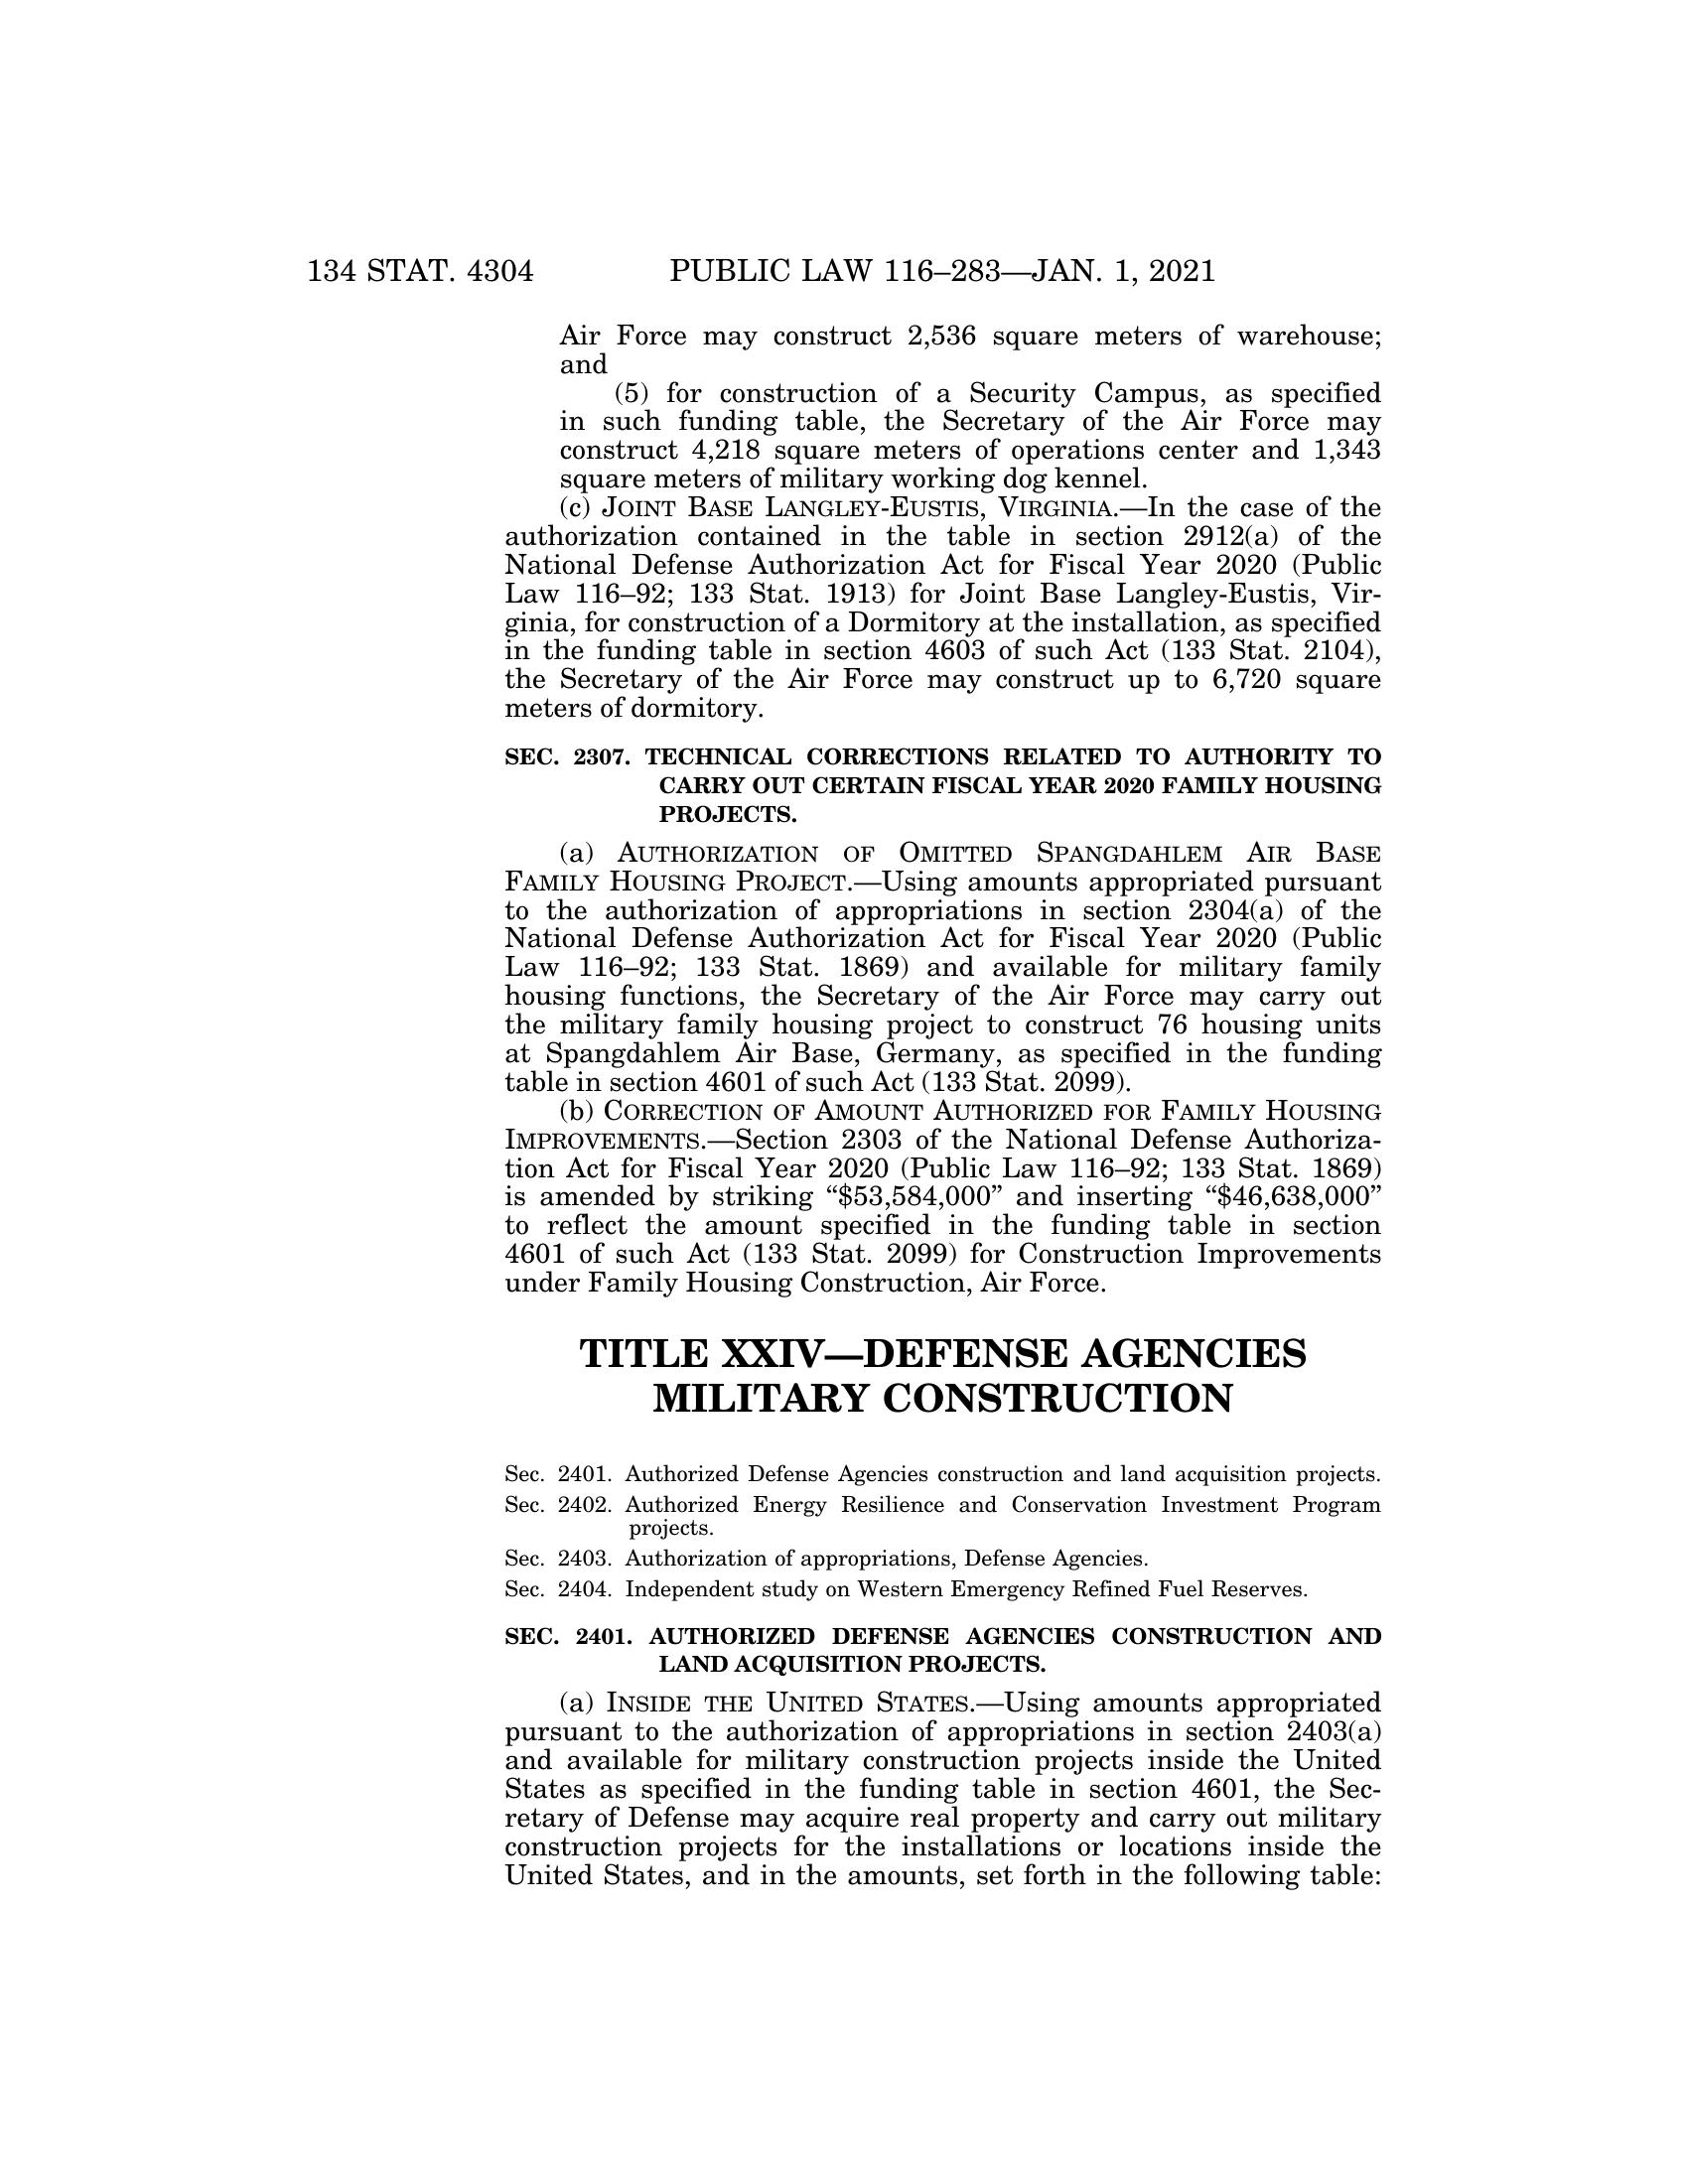 134 STAT. 4304 PUBLIC LAW 116–283—JAN. 1, 2021
Air Force may construct 2,536 square meters of warehouse;
and
(5) for construction of a Security Campus, as specified
in such funding table, the Secretary of the Air Force may
construct 4,218 square meters of operations center and 1,343
square meters of military working dog kennel.
(c) JOINT BASE LANGLEY-EUSTIS, VIRGINIA.—In the case of the
authorization contained in the table in section 2912(a) of the
National Defense Authorization Act for Fiscal Year 2020 (Public
Law 116–92; 133 Stat. 1913) for Joint Base Langley-Eustis, Vir-
ginia, for construction of a Dormitory at the installation, as specified
in the funding table in section 4603 of such Act (133 Stat. 2104),
the Secretary of the Air Force may construct up to 6,720 square
meters of dormitory.
SEC. 2307. TECHNICAL CORRECTIONS RELATED TO AUTHORITY TO
CARRY OUT CERTAIN FISCAL YEAR 2020 FAMILY HOUSING
PROJECTS.
(a) AUTHORIZATION OF OMITTED SPANGDAHLEM AIR BASE
FAMILY HOUSING PROJECT.—Using amounts appropriated pursuant
to the authorization of appropriations in section 2304(a) of the
National Defense Authorization Act for Fiscal Year 2020 (Public
Law 116–92; 133 Stat. 1869) and available for military family
housing functions, the Secretary of the Air Force may carry out
the military family housing project to construct 76 housing units
at Spangdahlem Air Base, Germany, as specified in the funding
table in section 4601 of such Act (133 Stat. 2099).
(b) CORRECTION OF AMOUNT AUTHORIZED FOR FAMILY HOUSING
IMPROVEMENTS.—Section 2303 of the National Defense Authoriza-
tion Act for Fiscal Year 2020 (Public Law 116–92; 133 Stat. 1869)
is amended by striking “$53,584,000” and inserting “$46,638,000”
to reflect the amount specified in the funding table in section
4601 of such Act (133 Stat. 2099) for Construction Improvements
under Family Housing Construction, Air Force.
TITLE XXIV—DEFENSE AGENCIES
MILITARY CONSTRUCTION
Sec. 2401. Authorized Defense Agencies construction and land acquisition projects.
Sec. 2402. Authorized Energy Resilience and Conservation Investment Program
projects.
Sec. 2403. Authorization of appropriations, Defense Agencies.
Sec. 2404. Independent study on Western Emergency Refined Fuel Reserves.
SEC. 2401. AUTHORIZED DEFENSE AGENCIES CONSTRUCTION AND
LAND ACQUISITION PROJECTS.
(a) INSIDE THE UNITED STATES.—Using amounts appropriated
pursuant to the authorization of appropriations in section 2403(a)
and available for military construction projects inside the United
States as specified in the funding table in section 4601, the Sec-
retary of Defense may acquire real property and carry out military
construction projects for the installations or locations inside the
United States, and in the amounts, set forth in the following table: